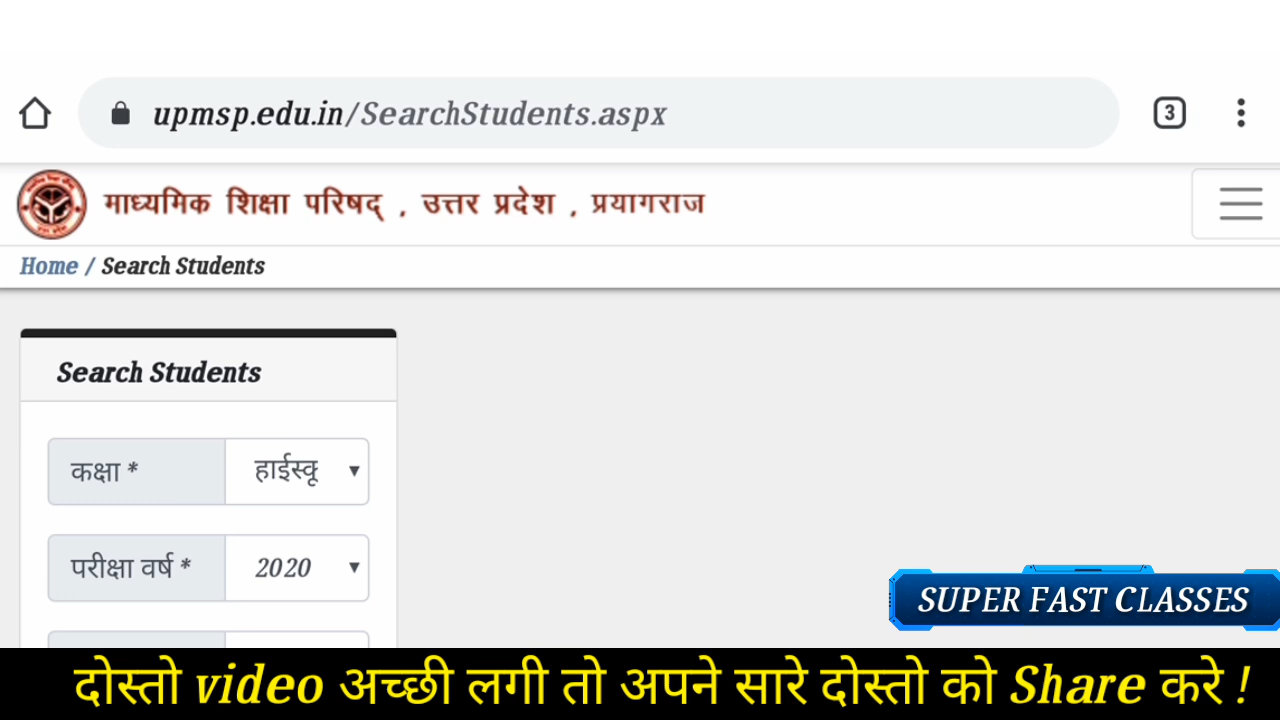 upmsp.edu.in/SearchStudents.aspx
3
माध्यमिक शिक्षा परिषद् , उत्तर प्रदेश , प्रयागराज
Home / Search Students
Search Students
कक्षा * हाईस्कू
परीक्षा वर्ष * 2020
SUPER FAST CLASSES
दोस्तो video अच्छी लगी तो अपने सारे दोस्तो को Share करे !